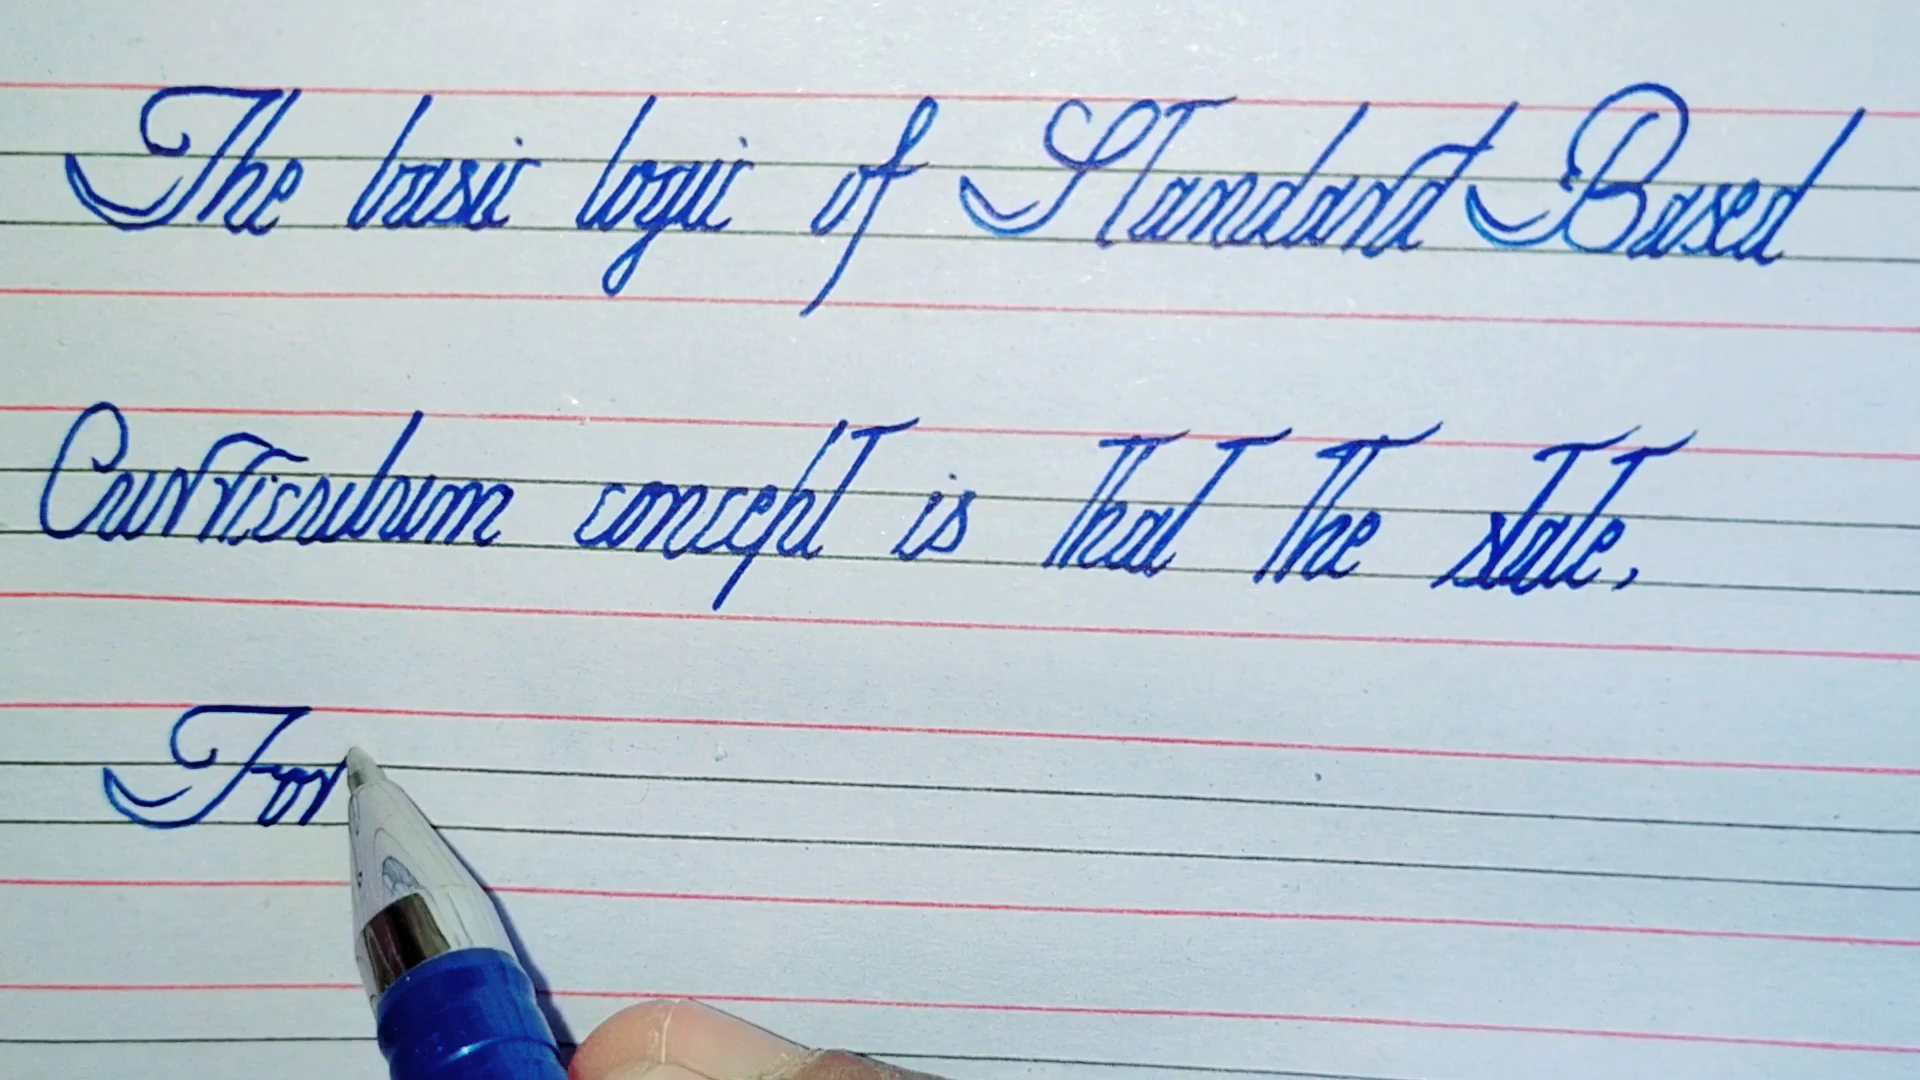 The basic logic of Standard Based
Curriculum concept is that the state,
For